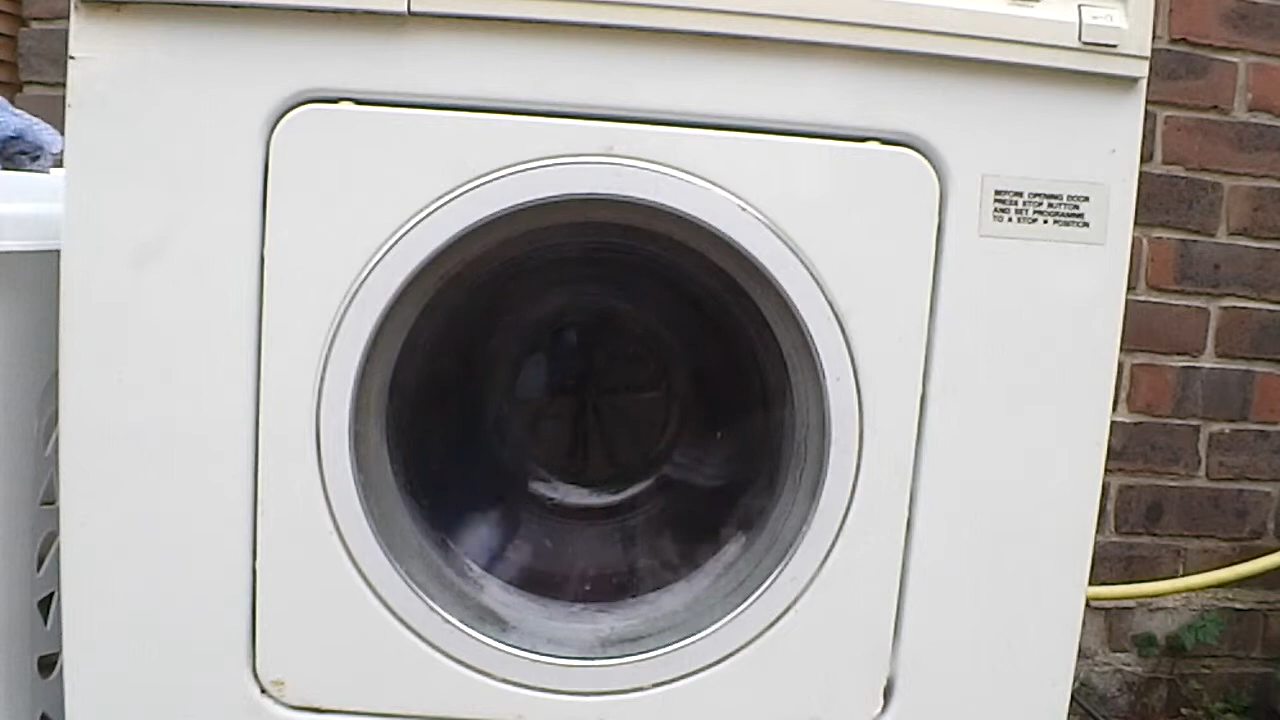 BEFORE OPENING DOOR
PRESS STOP BUTTON
AND SET PROGRAMME
TO A STOP ● POSITION